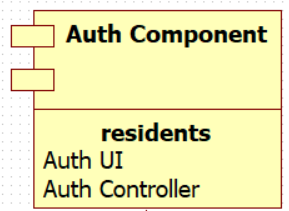 Auth Component
residents
Auth UI
Auth Controller